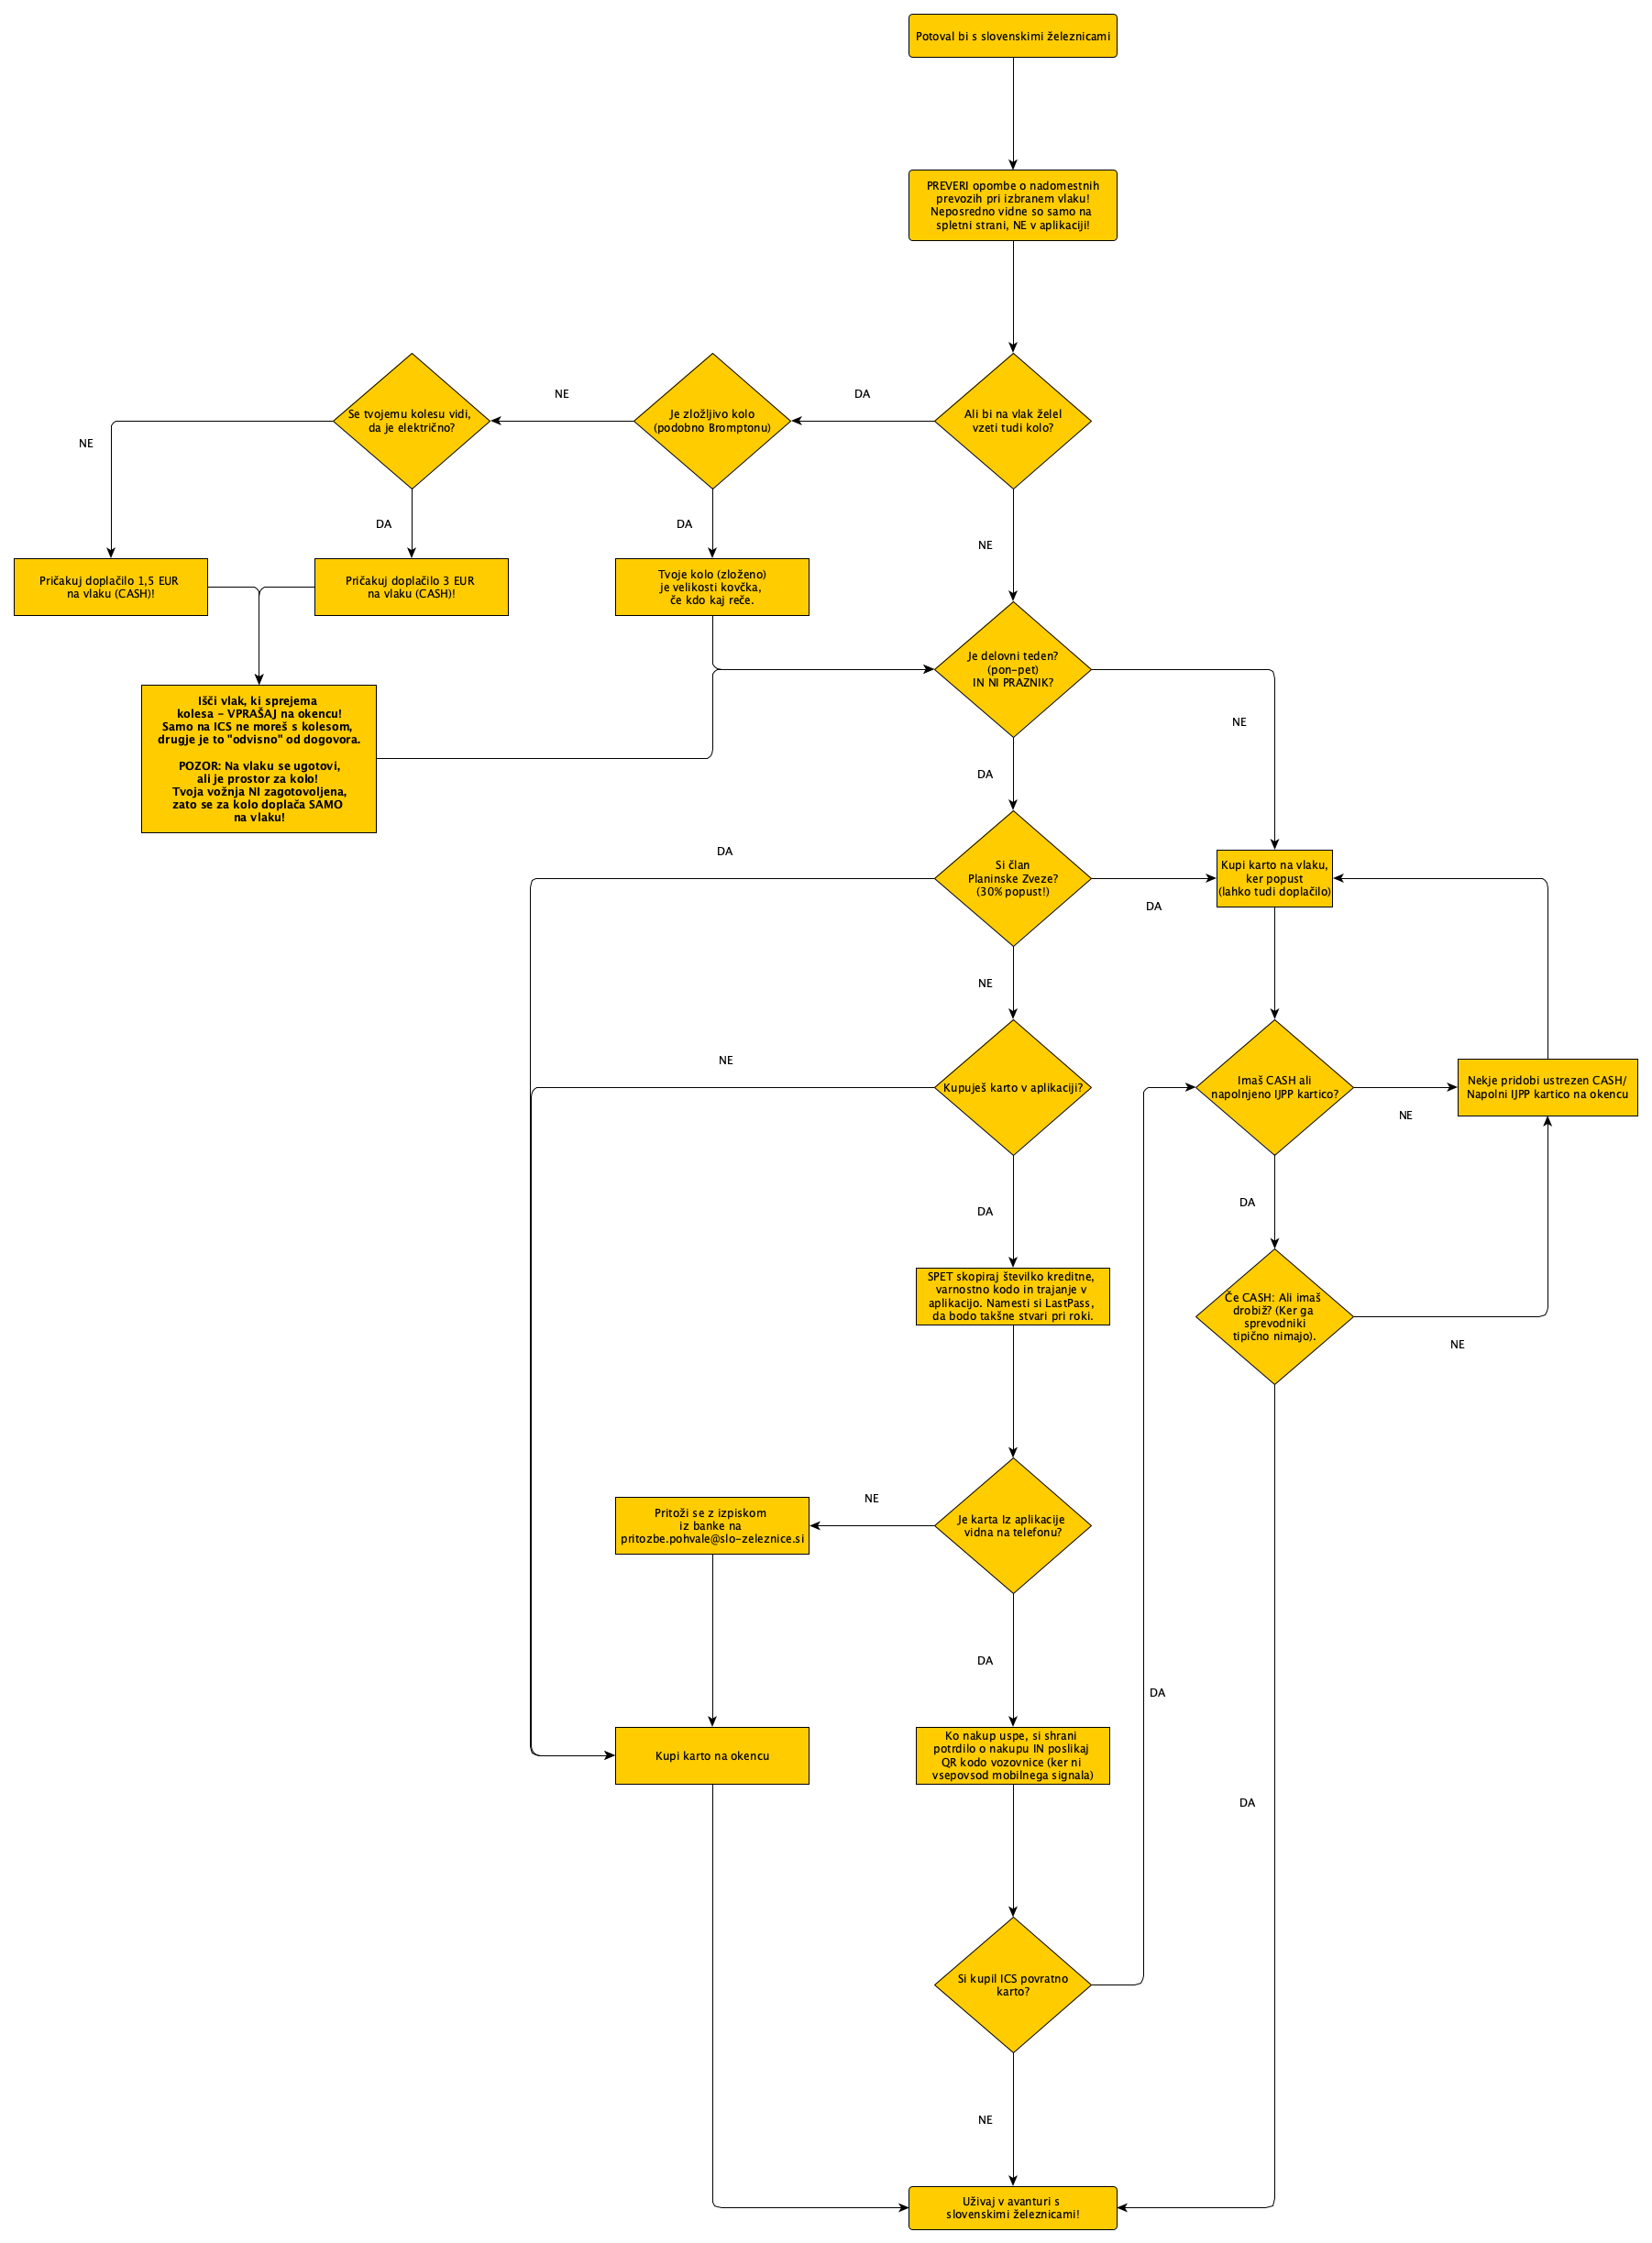 Potoval bi s slovenskimi železnicami
PREVERI opombe o nadomestnih
prevozih pri izbranem vlaku!
Neposredno vidne so samo na
spletni strani, NE v aplikaciji!
Ali bi na vlak želel
vzeti tudi kolo?
DA
Je zložljivo kolo
(podobno Bromptonu)
NE
Se tvojemu kolesu vidi,
da je električno?
NE
DA
DA
NE
Pričakuj doplačilo 1,5 EUR
na vlaku (CASH)!
Pričakuj doplačilo 3 EUR
na vlaku (CASH)!
Tvoje kolo (zloženo)
je velikosti kovčka,
če kdo kaj reče.
Išči vlak, ki sprejema
kolesa - VPRAŠAJ na okencu!
Samo na ICS ne moreš s kolesom,
drugje je to "odvisno" od dogovora.
POZOR: Na vlaku se ugotovi,
ali je prostor za kolo!
Tvoja vožnja NI zagotovoljena,
zato se za kolo doplača SAMO
na vlaku!
Je delovni teden?
(pon-pet)
IN NI PRAZNIK?
NE
DA
Si član
Planinske Zveze?
(30% popust!)
DA
DA
NE
Kupi karto na vlaku,
ker popust
(lahko tudi doplačilo)
Kupuješ karto v aplikaciji?
NE
DA
Imaš CASH ali
napolnjeno IJPP kartico?
NE
DA
Nekje pridobi ustrezen CASH/
Napolni IJPP kartico na okencu
SPET skopiraj številko kreditne,
varnostno kodo in trajanje v
aplikacijo. Namesti si LastPass,
da bodo takšne stvari pri roki.
Če CASH: Ali imaš
drobiž? (Ker ga
sprevodniki
tipično nimajo).
NE
DA
Je karta Iz aplikacije
vidna na telefonu?
NE
DA
Pritoži se z izpiskom
iz banke na
pritozbe.pohvale@slo-zeleznice.si
Kupi karto na okencu
Ko nakup uspe, si shrani
potrdilo o nakupu IN poslikaj
QR kodo vozovnice (ker ni
vsepovsod mobilnega signala)
Si kupil ICS povratno
karto?
DA
NE
Uživaj v avanturi s
slovenskimi železnicami!